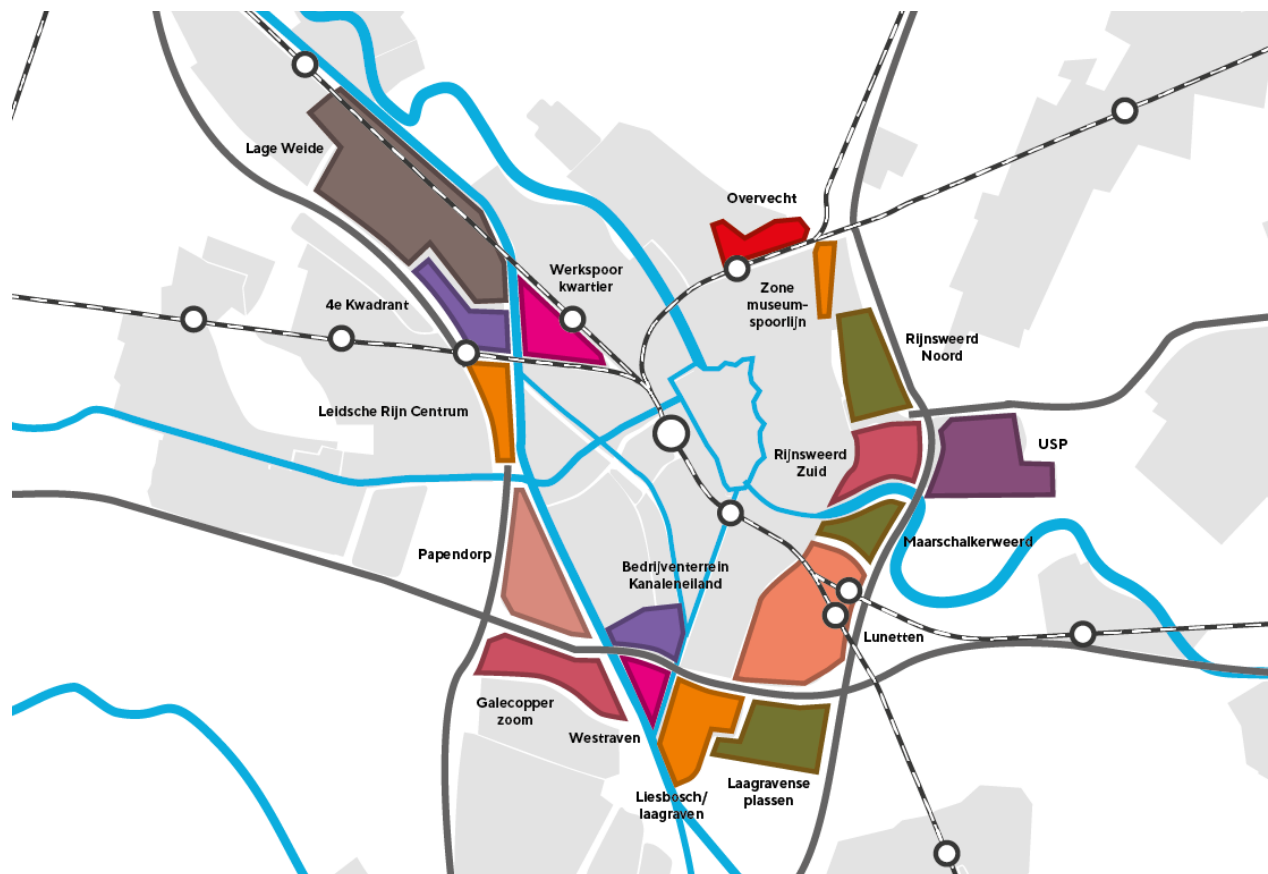 Lage Weide
Overvecht
Werkspoor
kwartier
4e Kwadrant
Zone
museum-
spoorlijn
Rijnsweerd
Noord
Leidsche Rijn Centrum
Rijnsweerd
Zuid
USP
Papendorp
Maarschalkerweerd
Bedrijventerrein
Kanaleneiland
Lunetten
Galecopper
zoom
Westraven
Liesbosch/
laagraven
Laagravense
plassen